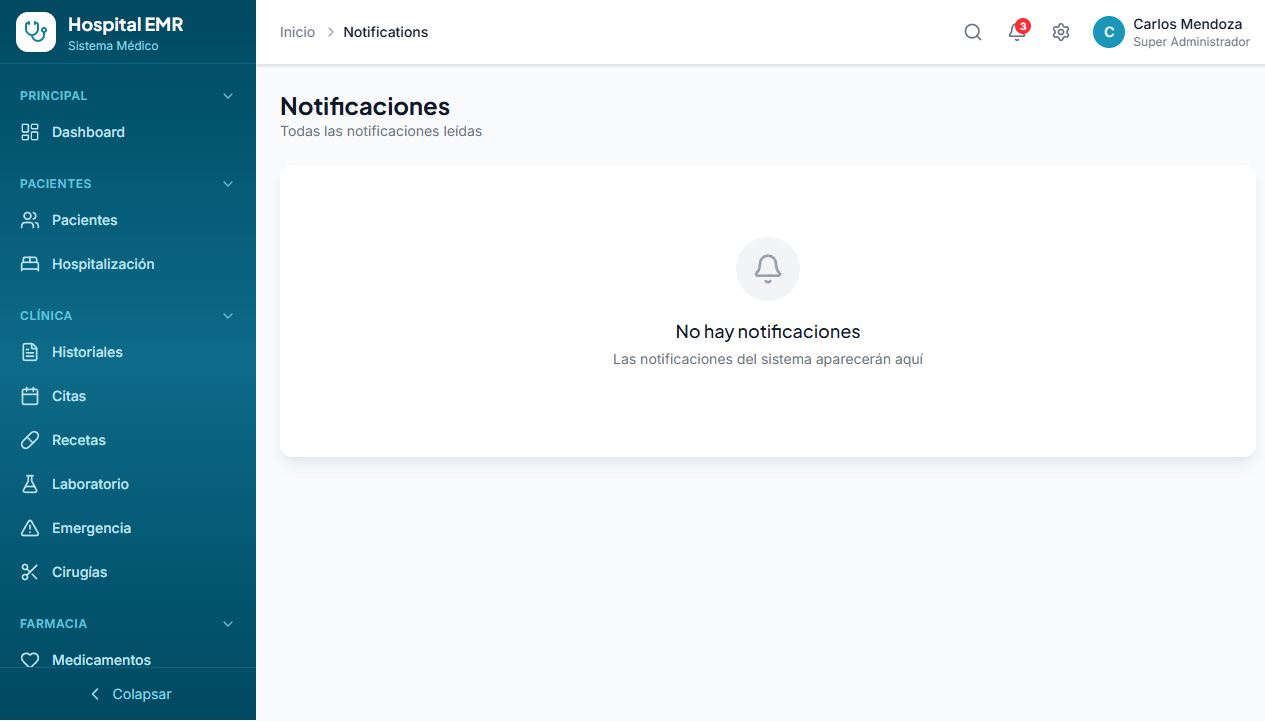 Hospital EMR
Sistema Médico
PRINCIPAL
Dashboard
PACIENTES
Pacientes
Hospitalización
CLÍNICA
Historiales
Citas
Recetas
Laboratorio
Emergencia
Cirugías
FARMACIA
Medicamentos
Colapsar
Inicio
Notifications
3
C
Carlos Mendoza
Super Administrador
Notificaciones
Todas las notificaciones leídas
No hay notificaciones
Las notificaciones del sistema aparecerán aquí